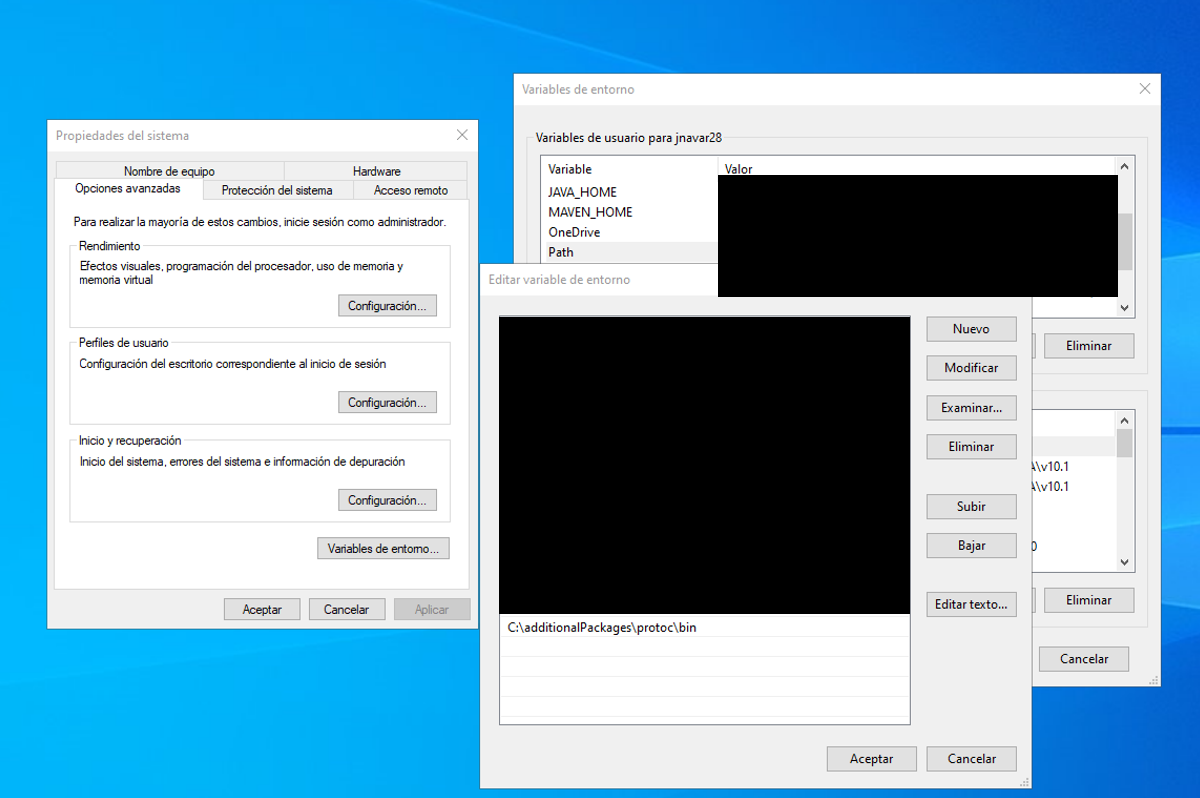 Propiedades del sistema
Nombre de equipo
Hardware
Opciones avanzadas
Protección del sistema
Acceso remoto
Para realizar la mayoría de estos cambios, inicie sesión como administrador.
Rendimiento
Efectos visuales, programación del procesador, uso de memoria y
memoria virtual
Configuración...
Perfiles de usuario
Configuración del escritorio correspondiente al inicio de sesión
Configuración...
Inicio y recuperación
Inicio del sistema, errores del sistema e información de depuración
Configuración...
Variables de entorno...
Aceptar
Cancelar
Aplicar
Variables de entorno
Variables de usuario para jnavar28
Variable
Valor
JAVA_HOME
MAVEN_HOME
OneDrive
Path
Eliminar
\v10.1
\v10.1
0
Eliminar
Cancelar
Editar variable de entorno
C:\additionalPackages\protoc\bin
Nuevo
Modificar
Examinar...
Eliminar
Subir
Bajar
Editar texto...
Aceptar
Cancelar